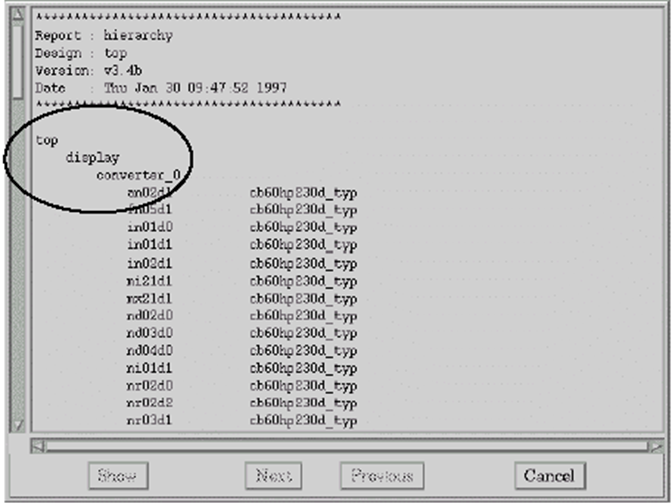 ****************************************
Report : hierarchy
Design : top
Version: v3.4b
Date : Thu Jan 30 09:47:52 1997
****************************************
top
display
converter_0
an02d1 cb60hp230d_typ
cb60hp230d_typ
in01d0 cb60hp230d_typ
in01d1 cb60hp230d_typ
in02d1 cb60hp230d_typ
mi21d1 cb60hp230d_typ
mx21d1 cb60hp230d_typ
nd02d0 cb60hp230d_typ
nd03d0 cb60hp230d_typ
nd04d0 cb60hp230d_typ
ni01d1 cb60hp230d_typ
nr02d0 cb60hp230d_typ
nr02d2 cb60hp230d_typ
nr03d1 cb60hp230d_typ
Show Next Previous Cancel